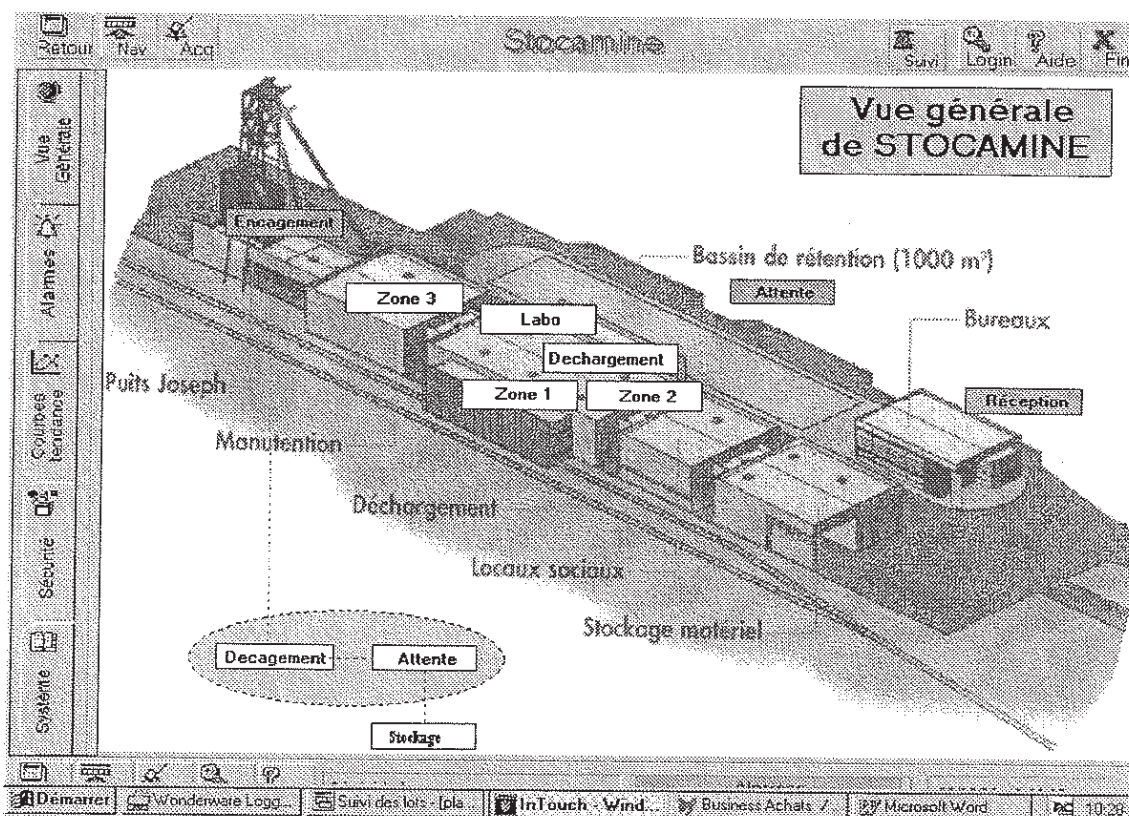 Retour
Nav
Acq
Stocamine
Suivi
Login
Aide
Fin
Vue Générale
Alarmes
Courbes tendance
Sécurité
Système
Vue générale
de STOCAMINE
Encagement
Bassin de rétention (1000 m³)
Attente
Zone 3
Labo
Bureaux
Dechargement
Zone 1
Zone 2
Réception
Puits Joseph
Manutention
Déchargement
Locaux sociaux
Stockage matériel
Decagement
Attente
Stockage
Démarrer
Wonderware Logg...
Suivi des lots - [pla...
InTouch - Wind...
Business Achats /
Microsoft Word
10:28